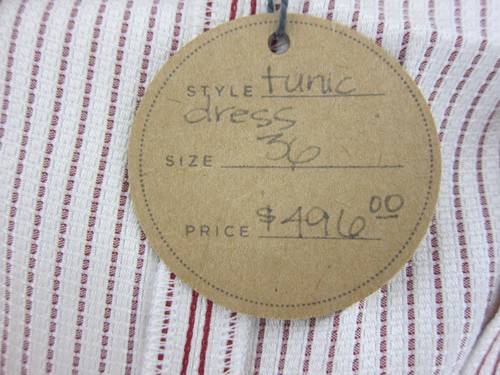 STYLE tunic
dress
SIZE 36
PRICE $496.00